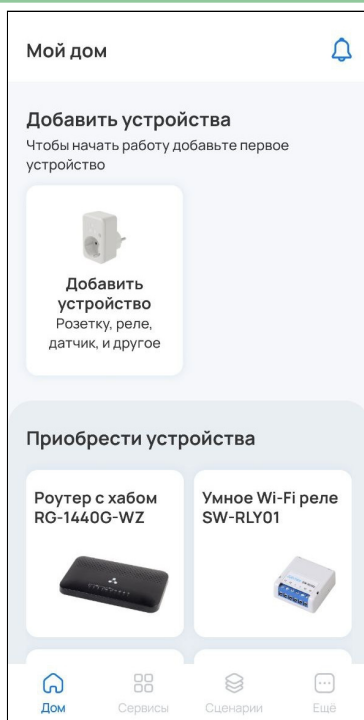 Мой дом
Добавить устройства
Чтобы начать работу добавьте первое
устройство
Добавить
устройство
Розетку, реле,
датчик, и другое
Приобрести устройства
Роутер с хабом
RG-1440G-WZ
Умное Wi-Fi реле
SW-RLY01
Дом
Сервисы
Сценарии
Ещё